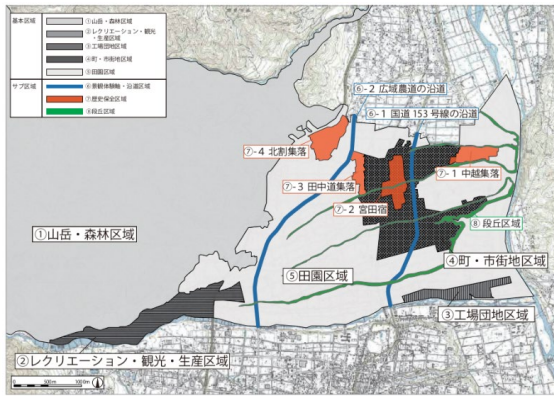 基本区域
①山岳・森林区域
②レクリエーション・観光
・生産区域
③工場団地区域
④町・市街地区域
⑤田園区域
サブ区域
⑥景観体験軸・沿道区域
⑦歴史保全区域
⑧段丘区域
⑥-2 広域農道の沿道
⑥-1 国道 153 号線の沿道
⑦-4 北割集落
⑦-1 中越集落
⑦-3 田中道集落
⑦-2 宮田宿
⑧ 段丘区域
①山岳・森林区域
④町・市街地区域
⑤田園区域
③工場団地区域
②レクリエーション・観光・生産区域
0 500m 1000m